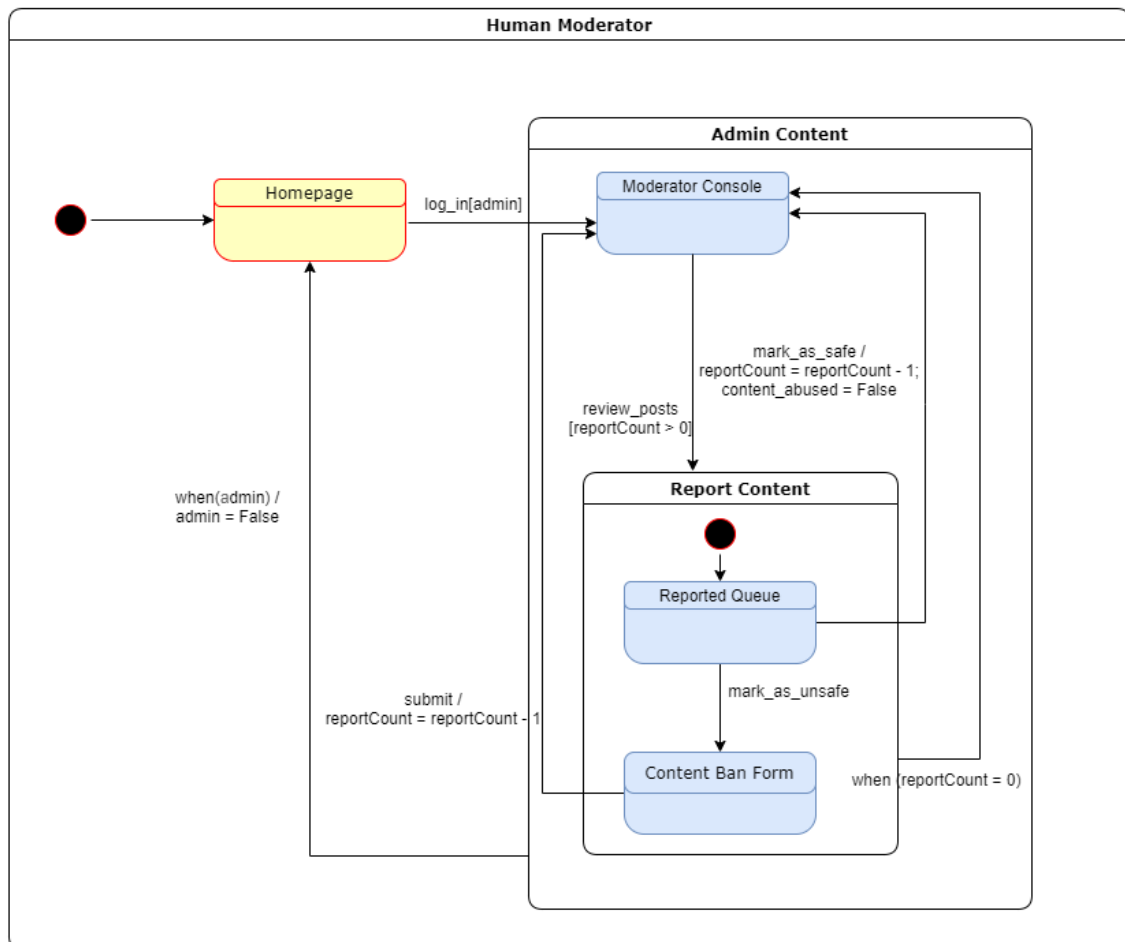 Human Moderator
Admin Content
Homepage
log_in[admin]
Moderator Console
mark_as_safe /
reportCount = reportCount - 1;
content_abused = False
review_posts
[reportCount > 0]
Report Content
when(admin) /
admin = False
Reported Queue
submit /
reportCount = reportCount - 1
mark_as_unsafe
Content Ban Form
when (reportCount = 0)